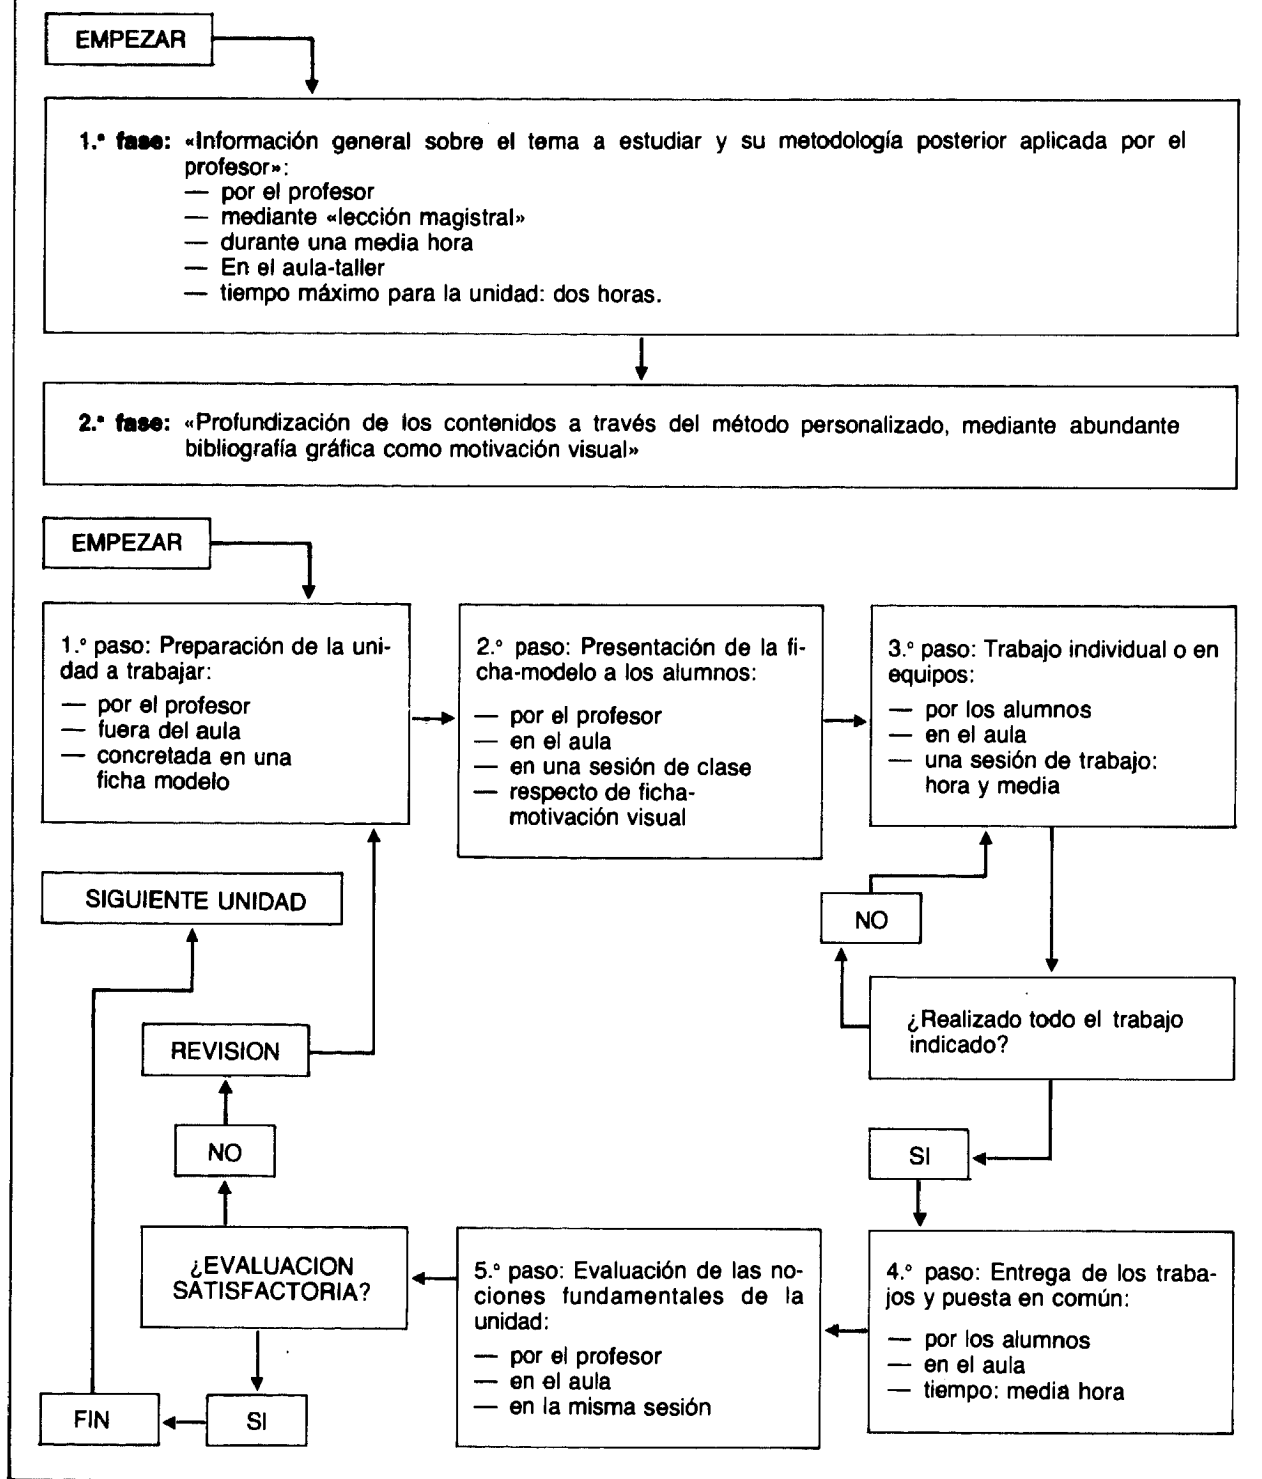 EMPEZAR
1.ª fase: «Información general sobre el tema a estudiar y su metodología posterior aplicada por el
profesor»:
— por el profesor
— mediante «lección magistral»
— durante una media hora
— En el aula-taller
— tiempo máximo para la unidad: dos horas.
2.ª fase: «Profundización de los contenidos a través del método personalizado, mediante abundante
bibliografía gráfica como motivación visual»
EMPEZAR
1.º paso: Preparación de la uni-
dad a trabajar:
— por el profesor
— fuera del aula
— concretada en una
ficha modelo
2.º paso: Presentación de la fi-
cha-modelo a los alumnos:
— por el profesor
— en el aula
— en una sesión de clase
— respecto de ficha-
motivación visual
3.º paso: Trabajo individual o en
equipos:
— por los alumnos
— en el aula
— una sesión de trabajo:
hora y media
SIGUIENTE UNIDAD
NO
¿Realizado todo el trabajo
indicado?
REVISION
NO
SI
¿EVALUACION
SATISFACTORIA?
5.º paso: Evaluación de las no-
ciones fundamentales de la
unidad:
— por el profesor
— en el aula
— en la misma sesión
4.º paso: Entrega de los traba-
jos y puesta en común:
— por los alumnos
— en el aula
— tiempo: media hora
FIN
SI